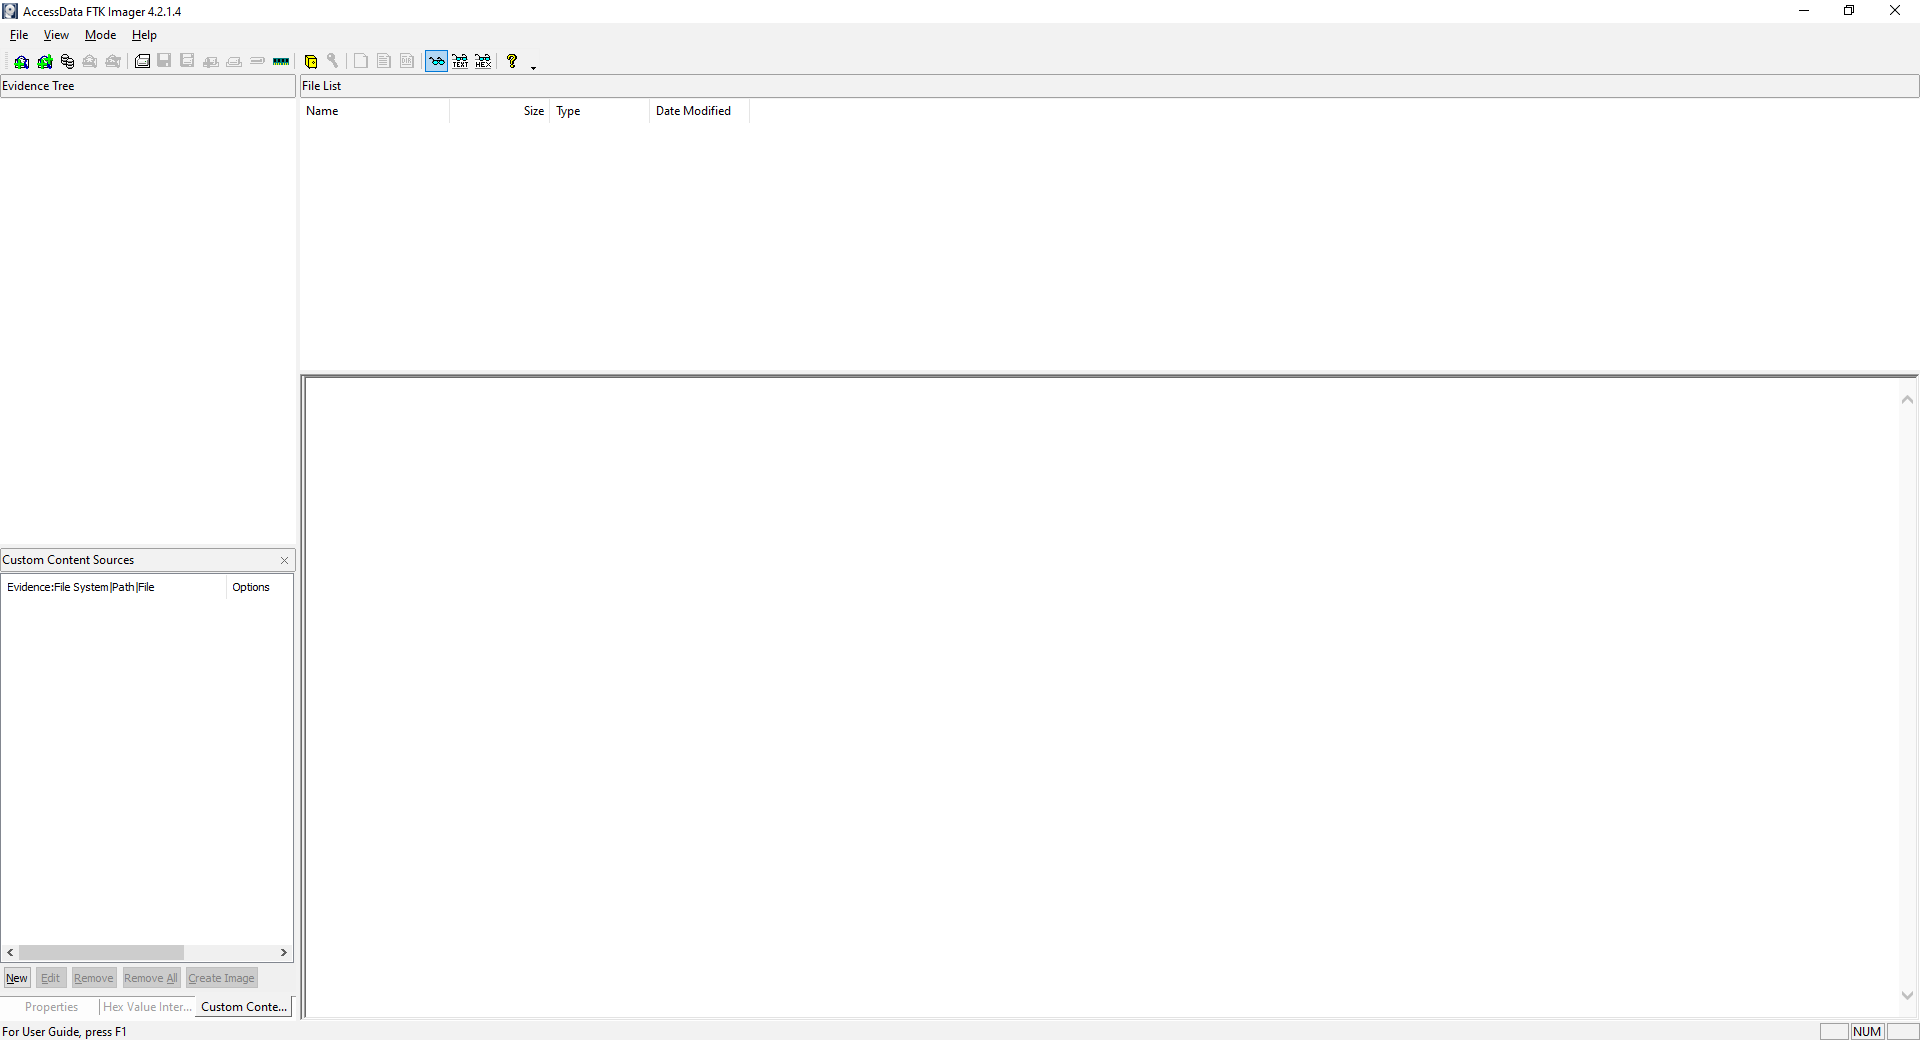 AccessData FTK Imager 4.2.1.4
File View Mode Help
TEXT HEX
Evidence Tree
File List
Name Size Type Date Modified
Custom Content Sources
Evidence:File System|Path|File Options
New Edit Remove Remove All Create Image
Properties Hex Value Inter... Custom Conte...
For User Guide, press F1
NUM